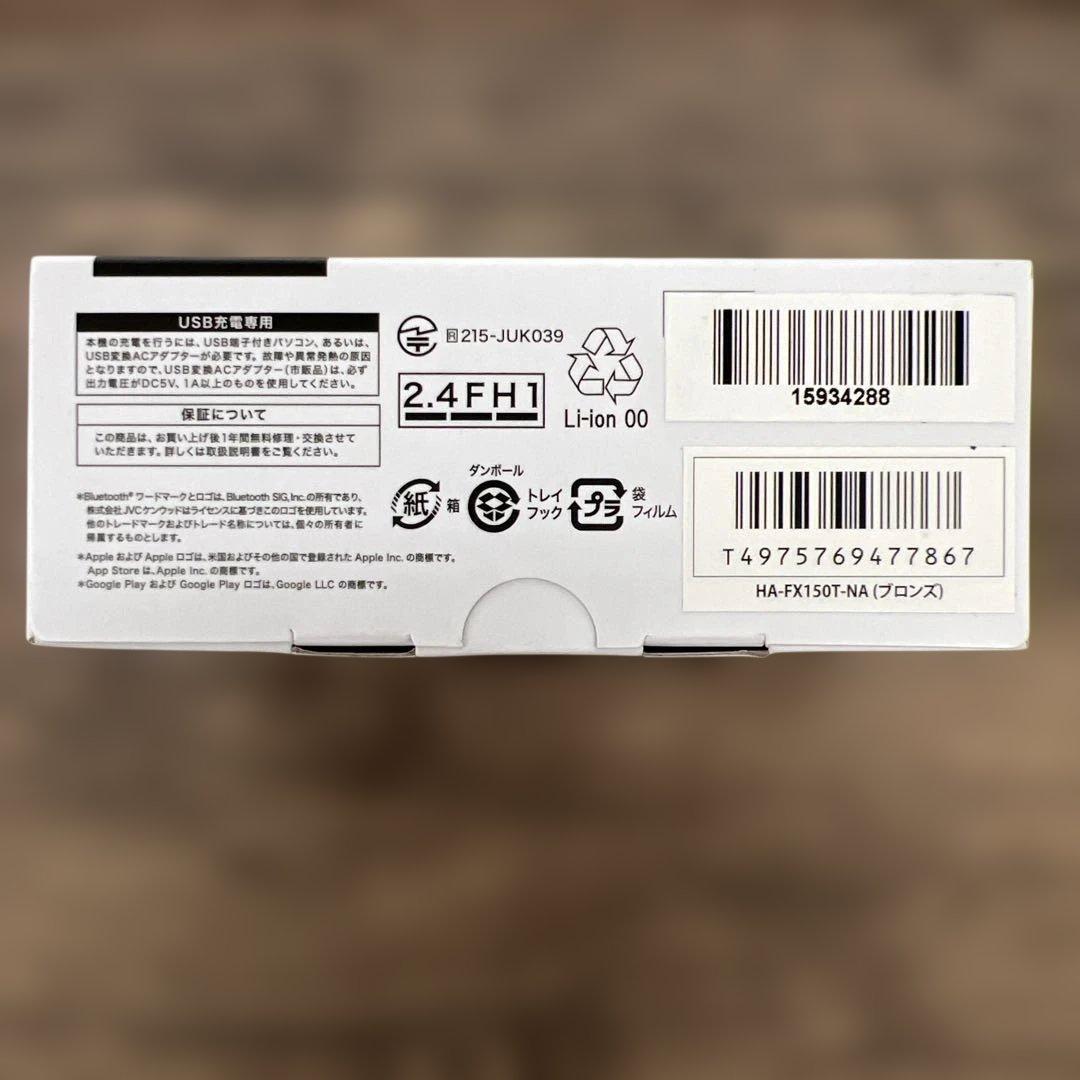 USB充電専用
本機の充電を行うには、USB端子付きパソコン、あるいは、
USB変換ACアダプターが必要です。故障や異常発熱の原因
となりますので、USB変換ACアダプター(市販品)は、必ず
出力電圧がDC5V、1A以上のものを使用してください。
保証について
この商品は、お買い上げ後1年間無料修理・交換させて
いただきます。詳しくは取扱説明書をご覧ください。
*Bluetooth® ワードマークとロゴは、Bluetooth SIG, Inc.の所有であり、
株式会社JVCケンウッドはライセンスに基づきこのロゴを使用しています。
他のトレードマークおよびトレード名称については、個々の所有者に
帰属するものとします。
*Apple および Apple ロゴは、米国およびその他の国で登録された Apple Inc. の商標です。
App Store は、Apple Inc. の商標です。
*Google Play および Google Play ロゴは、Google LLC の商標です。
R 215-JUK039
2.4FH1
Li-ion 00
紙
箱
ダンボール
トレイ
フック
プラ
袋
フィルム
15934288
T4975769477867
HA-FX150T-NA (ブロンズ)